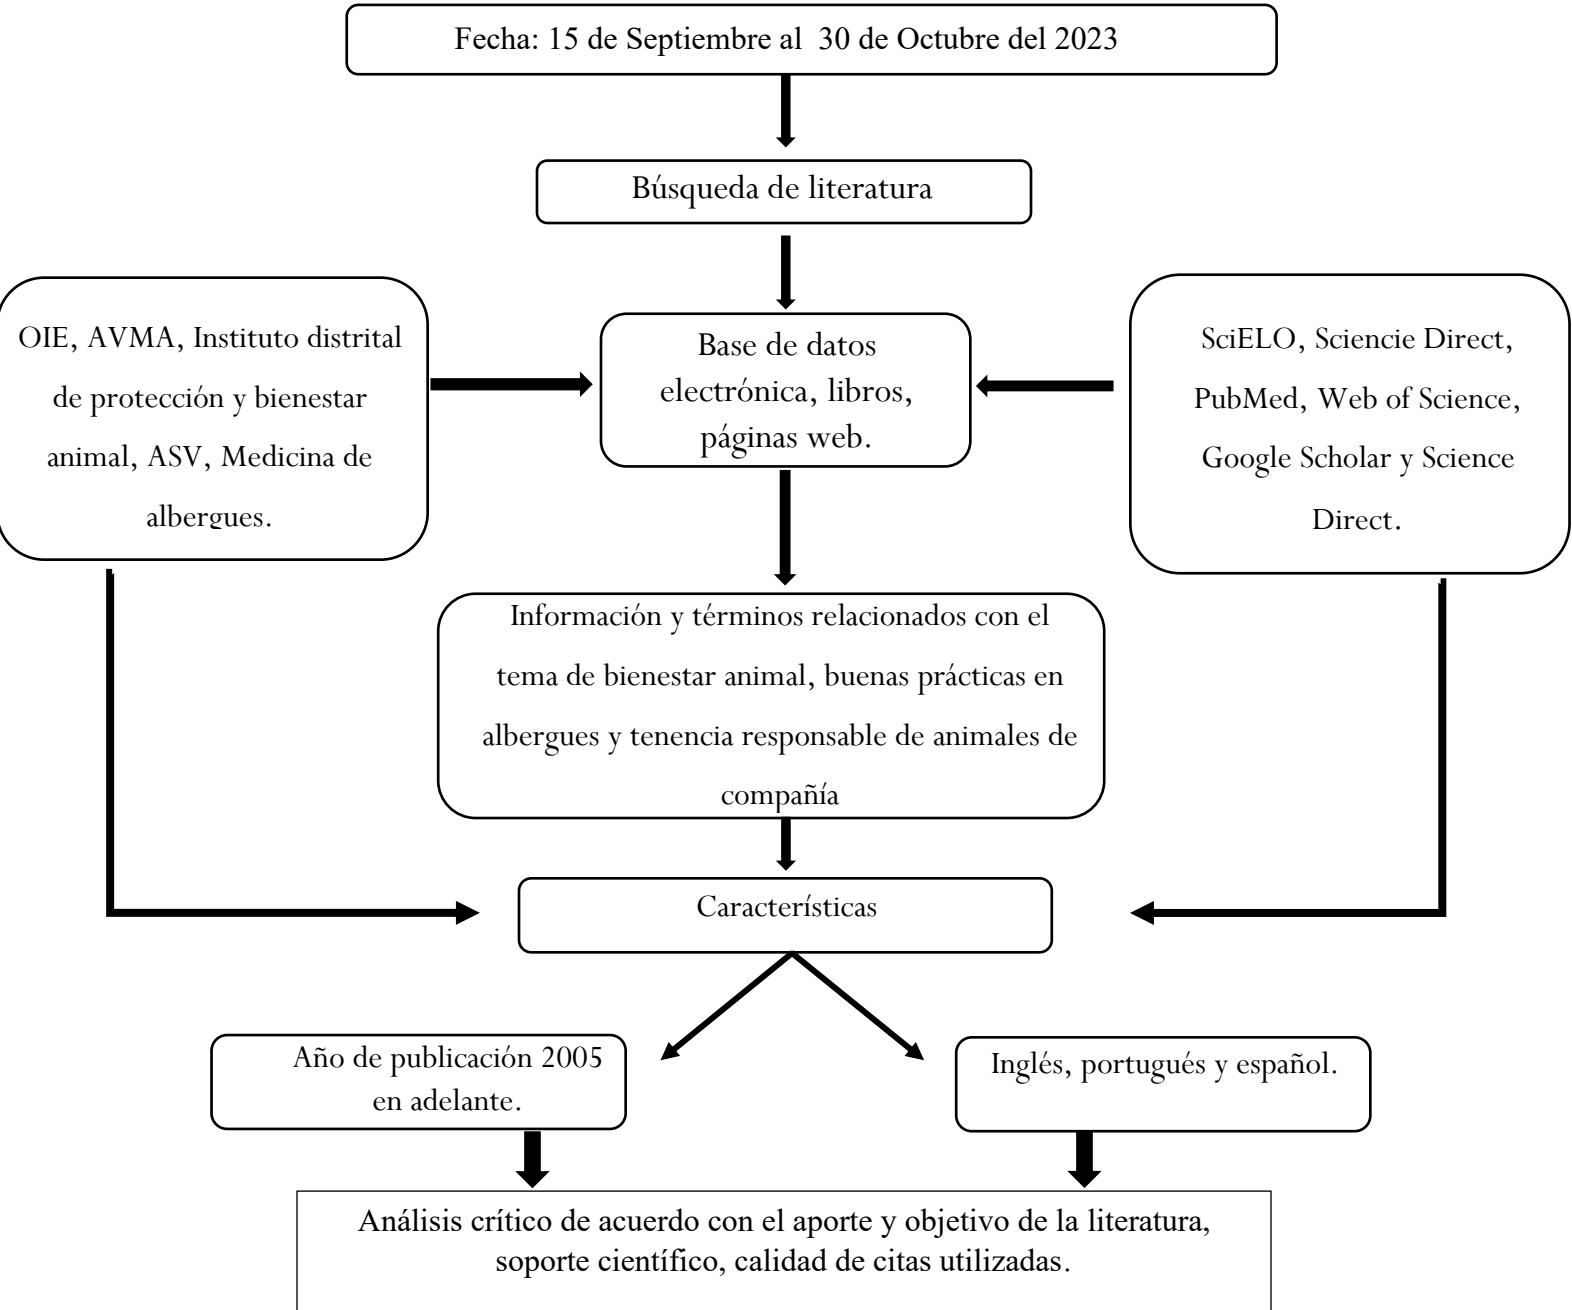 Fecha: 15 de Septiembre al 30 de Octubre del 2023
Búsqueda de literatura
OIE, AVMA, Instituto distrital
de protección y bienestar
animal, ASV, Medicina de
albergues.
Base de datos
electrónica, libros,
páginas web.
SciELO, Sciencie Direct,
PubMed, Web of Science,
Google Scholar y Science
Direct.
Información y términos relacionados con el
tema de bienestar animal, buenas prácticas en
albergues y tenencia responsable de animales de
compañía
Características
Año de publicación 2005
en adelante.
Inglés, portugués y español.
Análisis crítico de acuerdo con el aporte y objetivo de la literatura,
soporte científico, calidad de citas utilizadas.